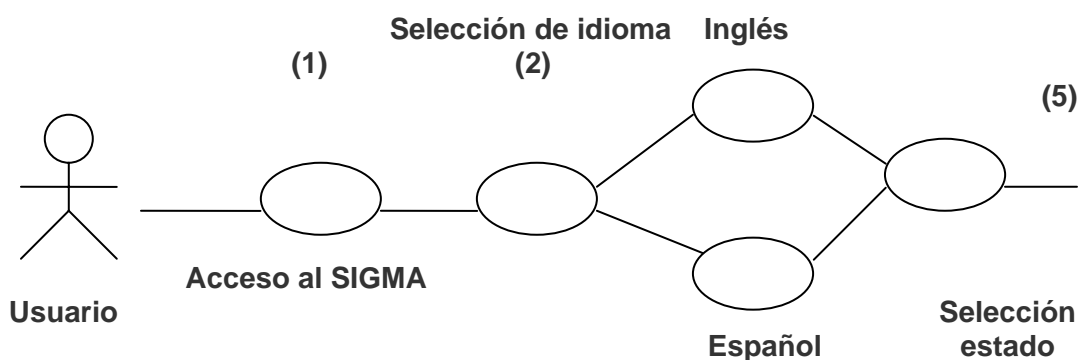 Selección de idioma
Inglés
(1)
(2)
(5)
Acceso al SIGMA
Usuario
Selección
estado
Español